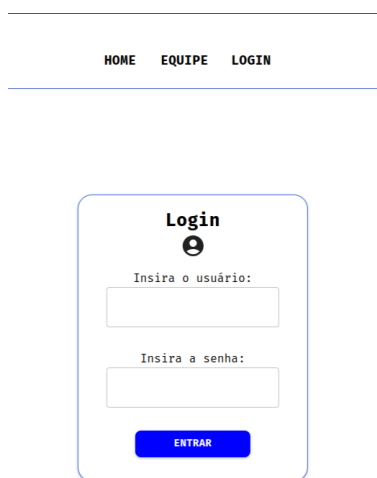 HOME EQUIPE LOGIN
Login
Insira o usuário:
Insira a senha:
ENTRAR